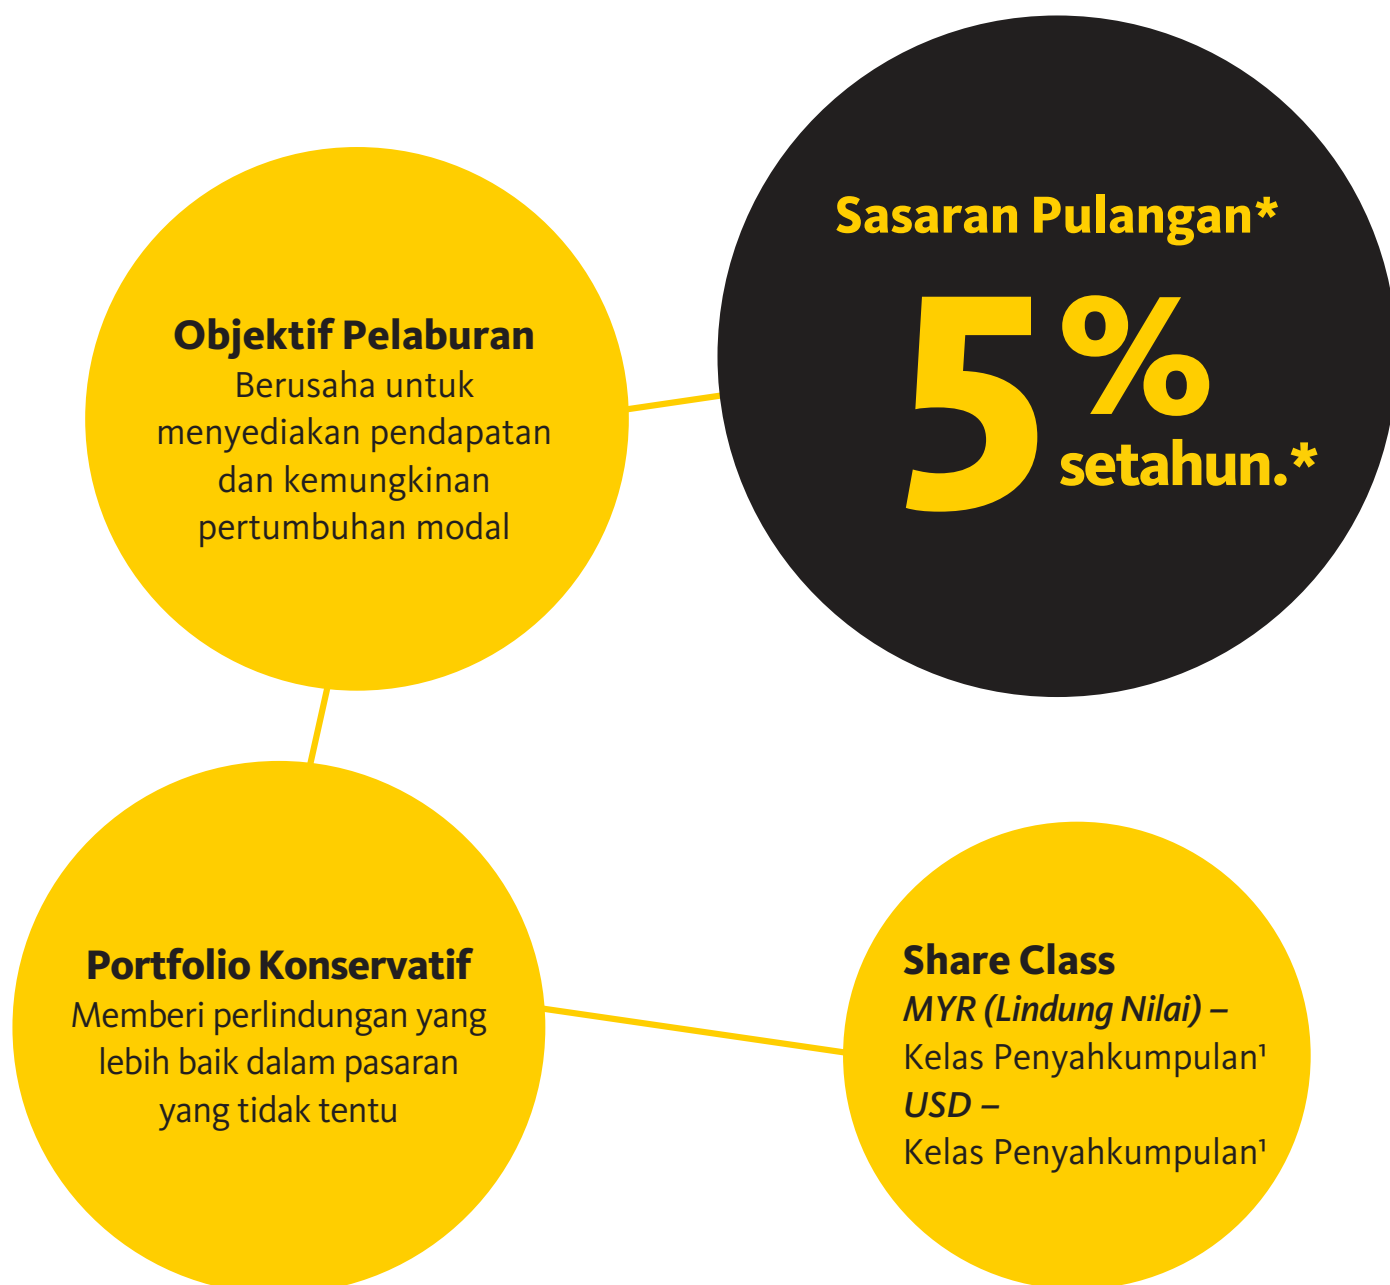 Sasaran Pulangan*
5%
setahun.*
Objektif Pelaburan
Berusaha untuk
menyediakan pendapatan
dan kemungkinan
pertumbuhan modal
Portfolio Konservatif
Memberi perlindungan yang
lebih baik dalam pasaran
yang tidak tentu
Share Class
MYR (Lindung Nilai) –
Kelas Penyahkumpulan¹
USD –
Kelas Penyahkumpulan¹